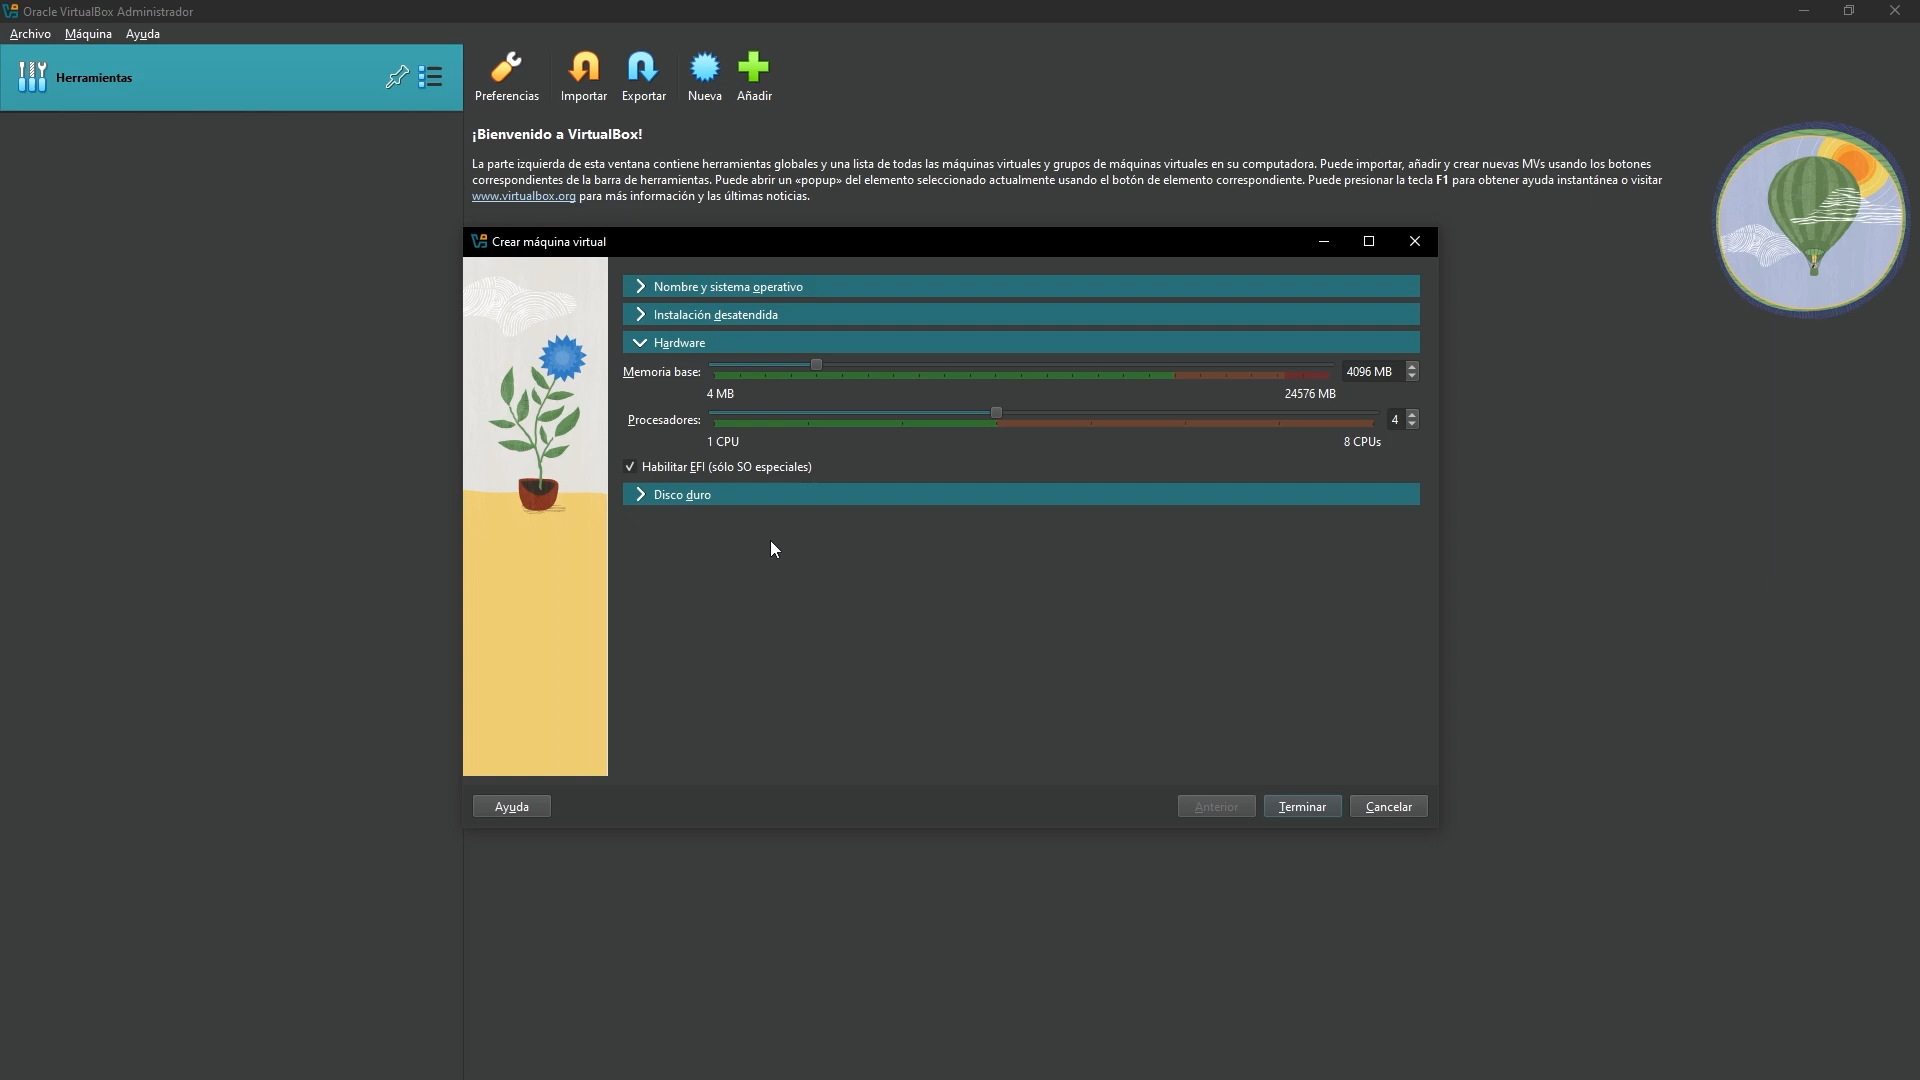 Oracle VirtualBox Administrador
Archivo Máquina Ayuda
Herramientas
Preferencias Importar Exportar Nueva Añadir
¡Bienvenido a VirtualBox!
La parte izquierda de esta ventana contiene herramientas globales y una lista de todas las máquinas virtuales y grupos de máquinas virtuales en su computadora. Puede importar, añadir y crear nuevas MVs usando los botones
correspondientes de la barra de herramientas. Puede abrir un «popup» del elemento seleccionado actualmente usando el botón de elemento correspondiente. Puede presionar la tecla F1 para obtener ayuda instantánea o visitar
www.virtualbox.org para más información y las últimas noticias.
Crear máquina virtual
Nombre y sistema operativo
Instalación desatendida
Hardware
Memoria base: 4096 MB
4 MB 24576 MB
Procesadores: 4
1 CPU 8 CPUs
Habilitar EFI (sólo SO especiales)
Disco duro
Ayuda Anterior Terminar Cancelar